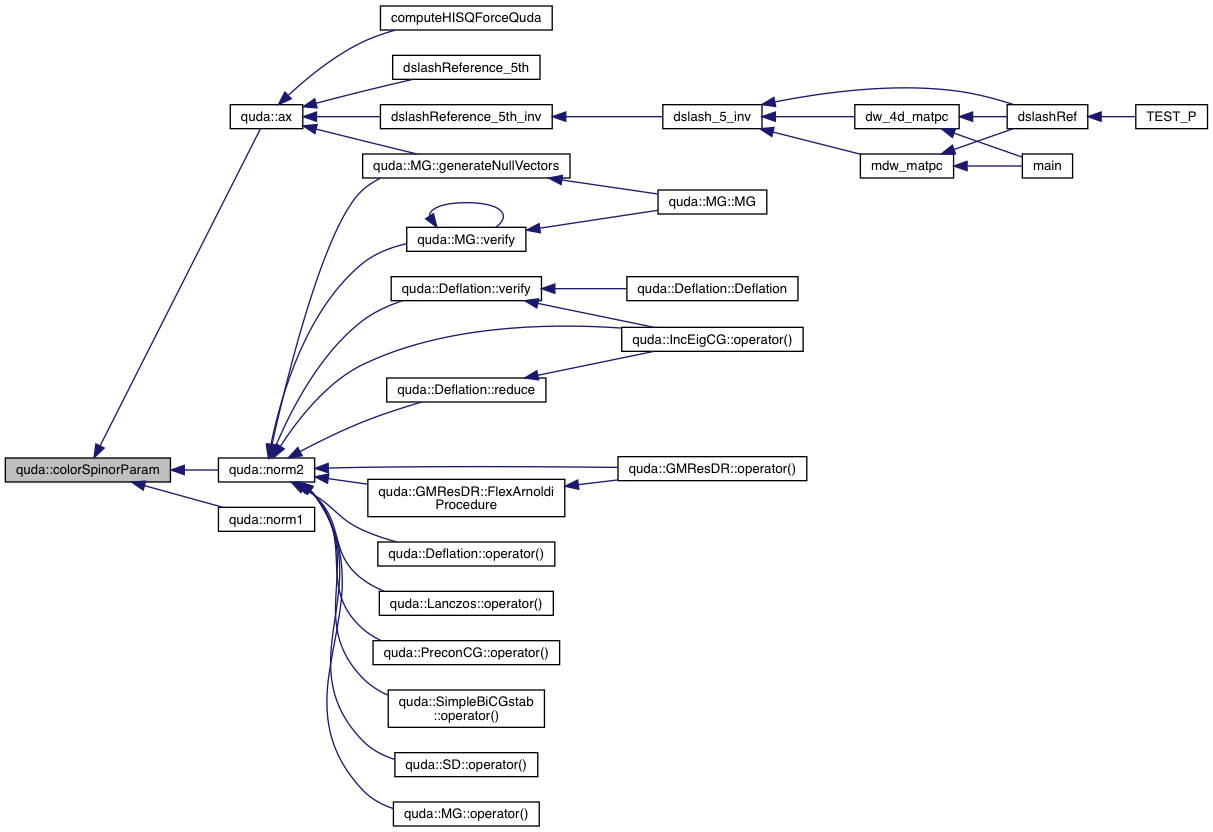 computeHISQForceQuda
dslashReference_5th
quda::ax
dslashReference_5th_inv
dslash_5_inv
dw_4d_matpc
dslashRef
TEST_P
quda::MG::generateNullVectors
mdw_matpc
main
quda::MG::MG
quda::MG::verify
quda::Deflation::verify
quda::Deflation::Deflation
quda::IncEigCG::operator()
quda::Deflation::reduce
quda::colorSpinorParam
quda::norm2
quda::GMResDR::operator()
quda::GMResDR::FlexArnoldi
Procedure
quda::norm1
quda::Deflation::operator()
quda::Lanczos::operator()
quda::PreconCG::operator()
quda::SimpleBiCGstab
::operator()
quda::SD::operator()
quda::MG::operator()